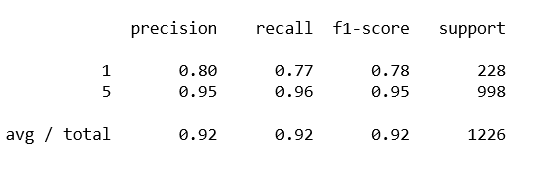 precision recall f1-score support
1 0.80 0.77 0.78 228
5 0.95 0.96 0.95 998
avg / total 0.92 0.92 0.92 1226